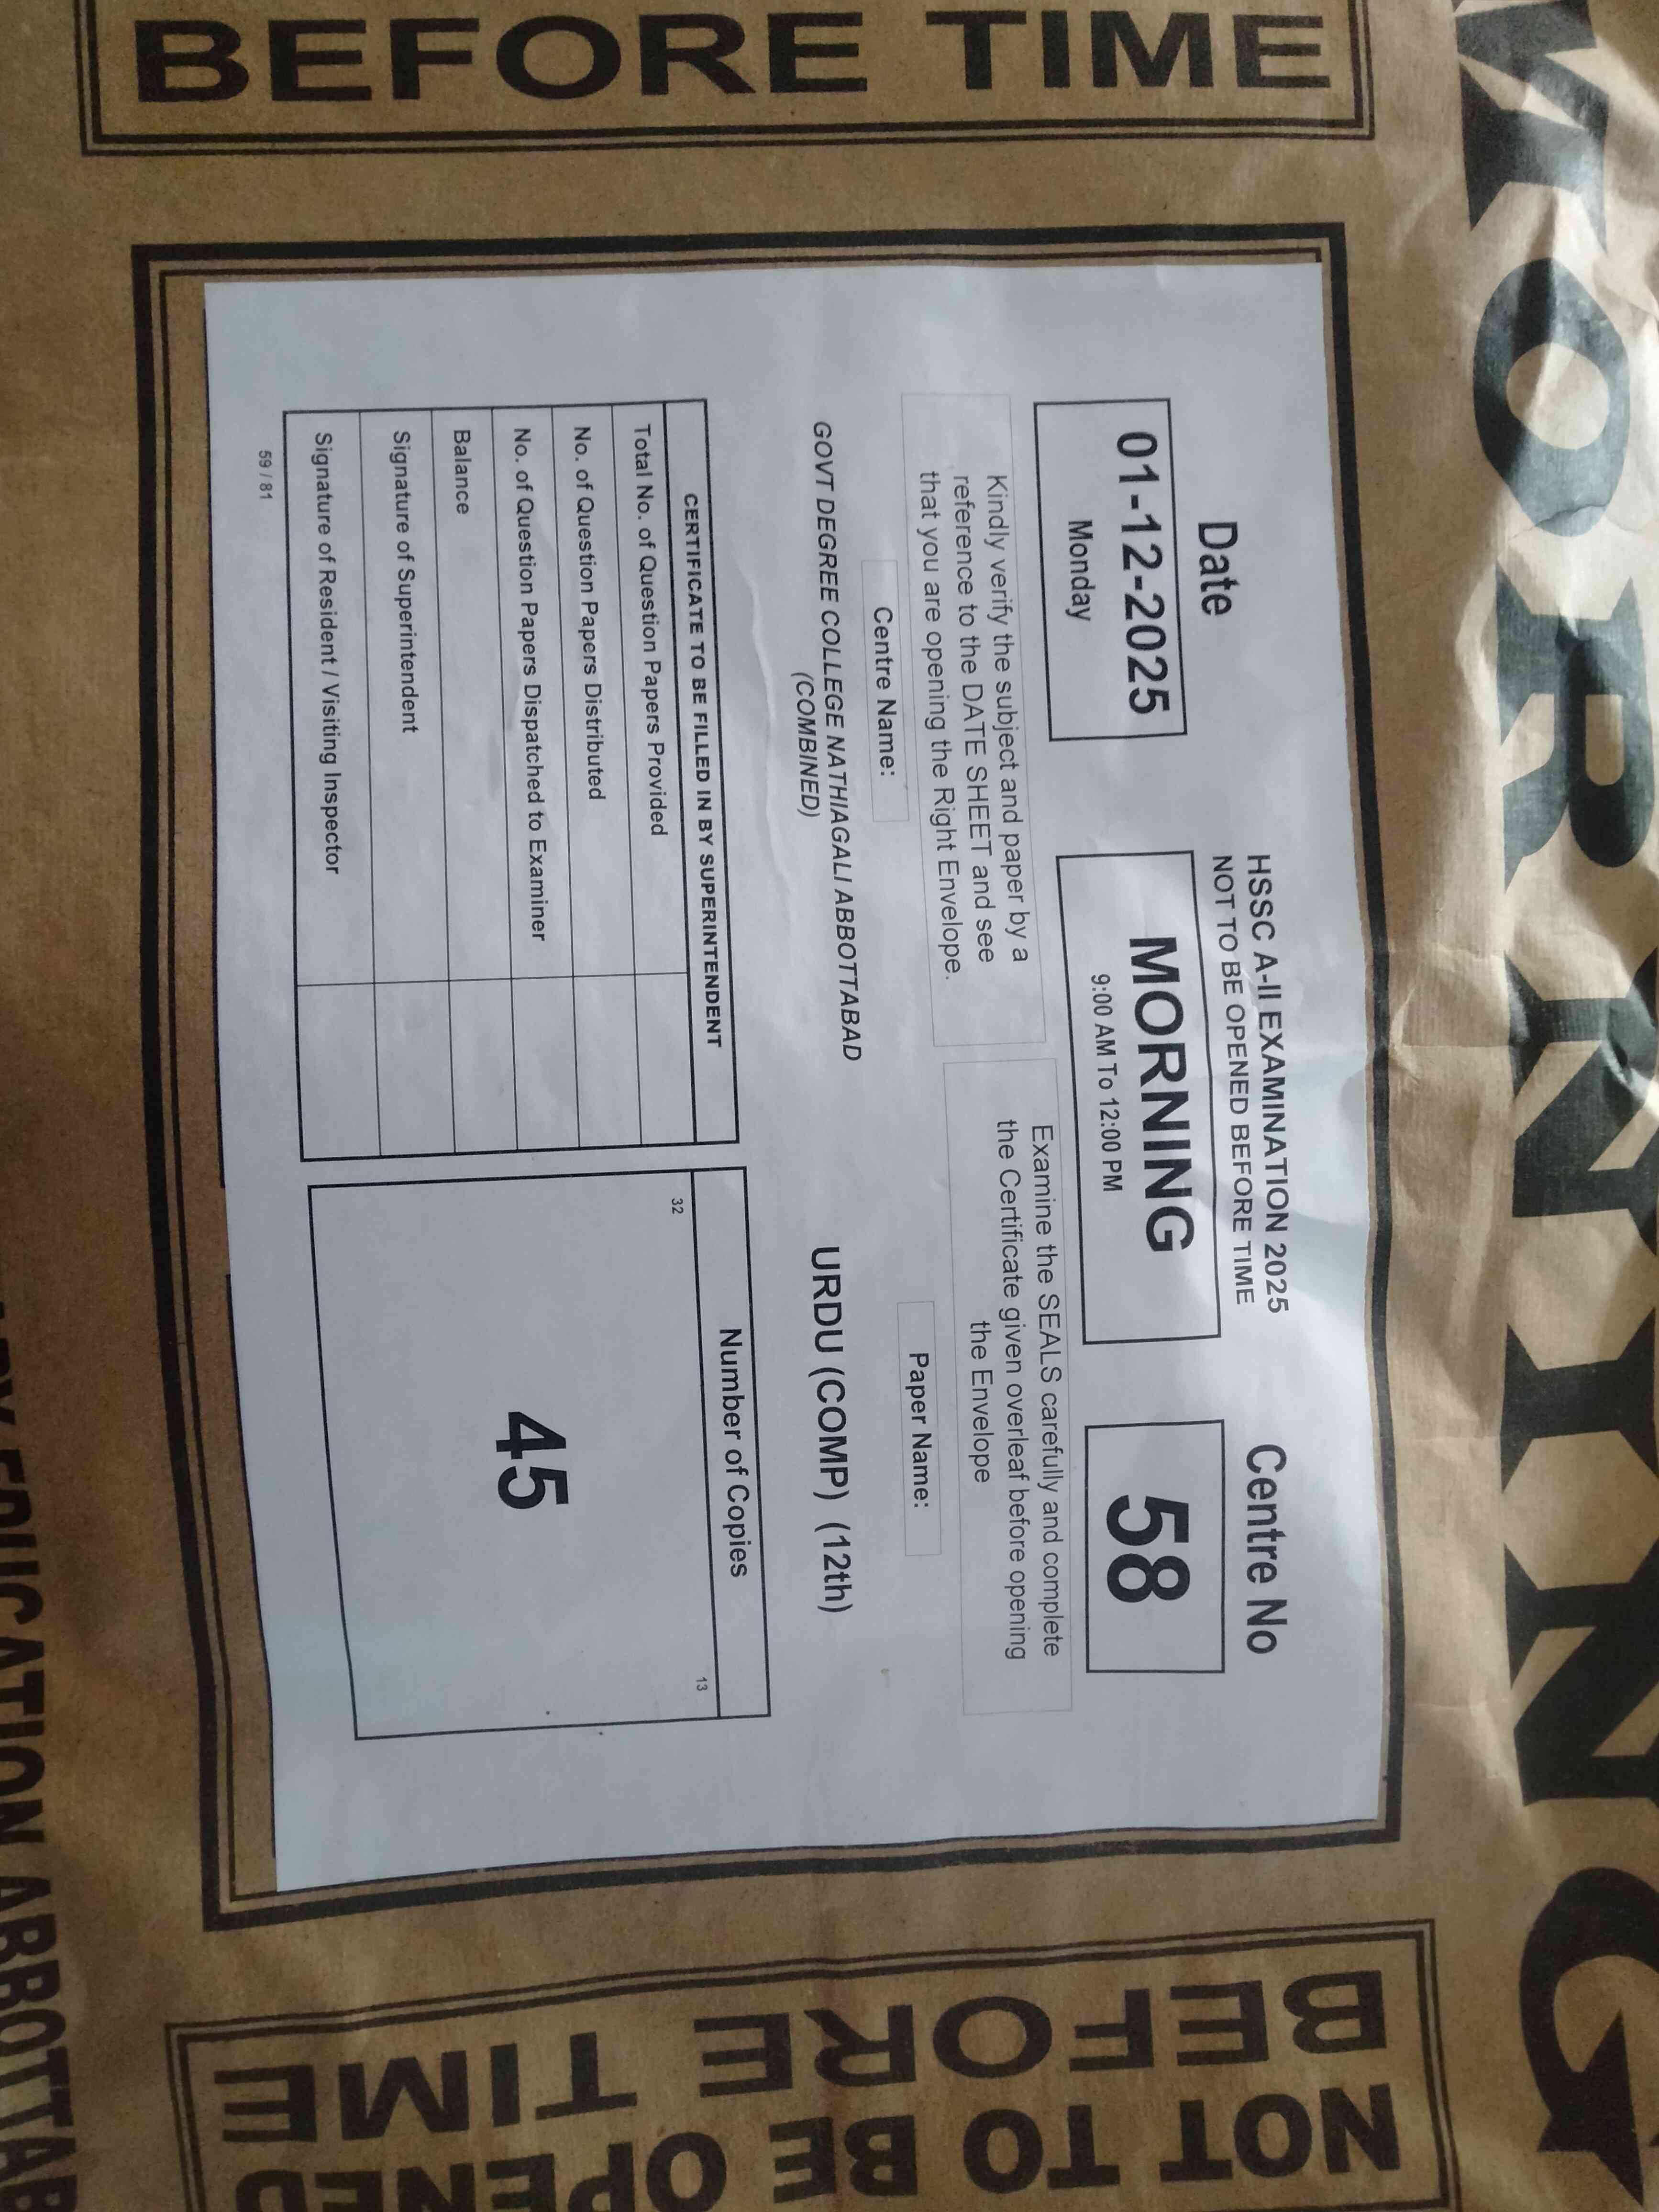 MORNING
BEFORE TIME
HSSC A-II EXAMINATION 2025
NOT TO BE OPENED BEFORE TIME
Date
01-12-2025
Monday
MORNING
9:00 AM To 12:00 PM
Centre No
58
Kindly verify the subject and paper by a
reference to the DATE SHEET and see
that you are opening the Right Envelope.
Examine the SEALS carefully and complete
the Certificate given overleaf before opening
the Envelope
Centre Name:
GOVT DEGREE COLLEGE NATHIAGALI ABBOTTABAD
(COMBINED)
Paper Name:
URDU (COMP) (12th)
CERTIFICATE TO BE FILLED IN BY SUPERINTENDENT
Total No. of Question Papers Provided
No. of Question Papers Distributed
No. of Question Papers Dispatched to Examiner
Balance
Signature of Superintendent
Signature of Resident / Visiting Inspector
59 / 81
Number of Copies
32
13
45
NOT TO BE OPENED
BEFORE TIME
EDUCATION ABBOTTAB